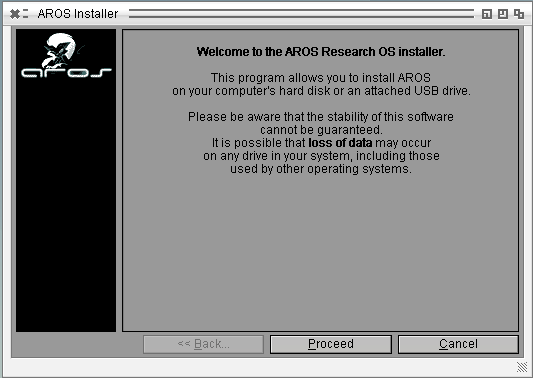 AROS Installer
aros
Welcome to the AROS Research OS installer.
This program allows you to install AROS
on your computer's hard disk or an attached USB drive.
Please be aware that the stability of this software
cannot be guaranteed.
It is possible that loss of data may occur
on any drive in your system, including those
used by other operating systems.
<< Back...
Proceed
Cancel